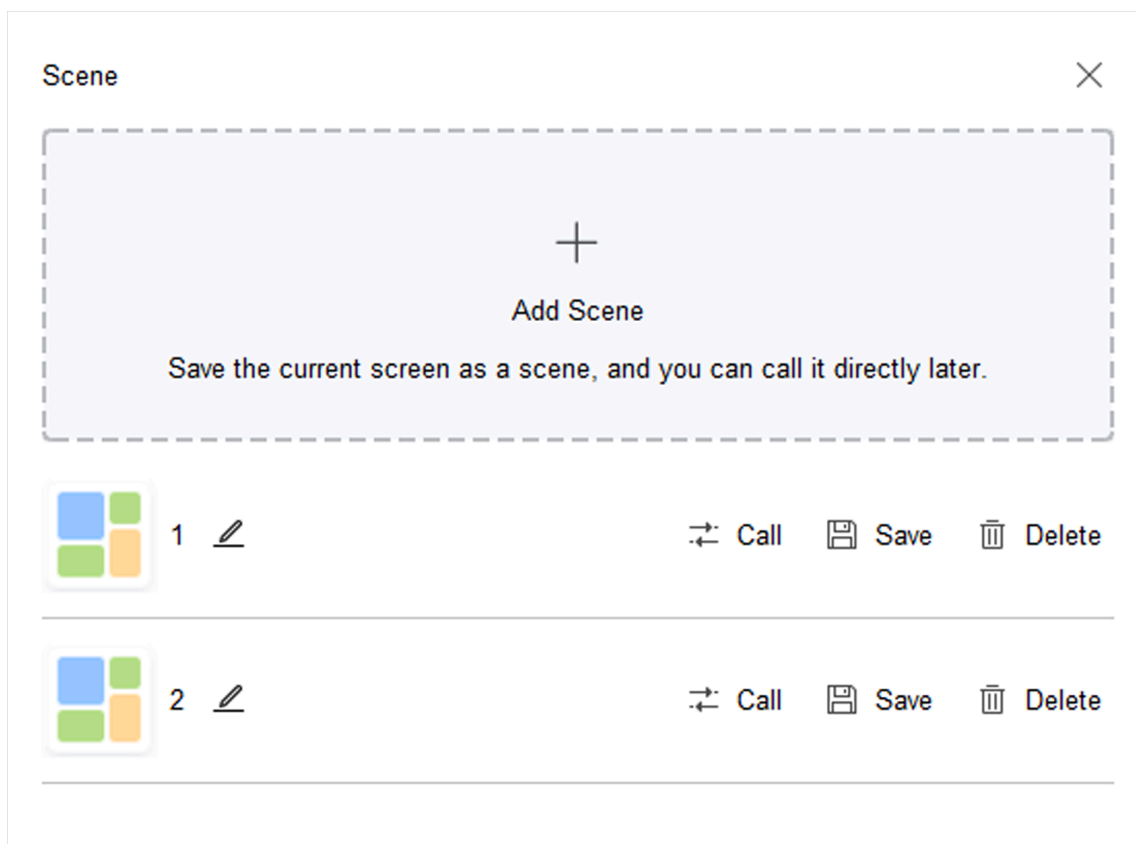 Scene
Add Scene
Save the current screen as a scene, and you can call it directly later.
1 Call Save Delete
2 Call Save Delete